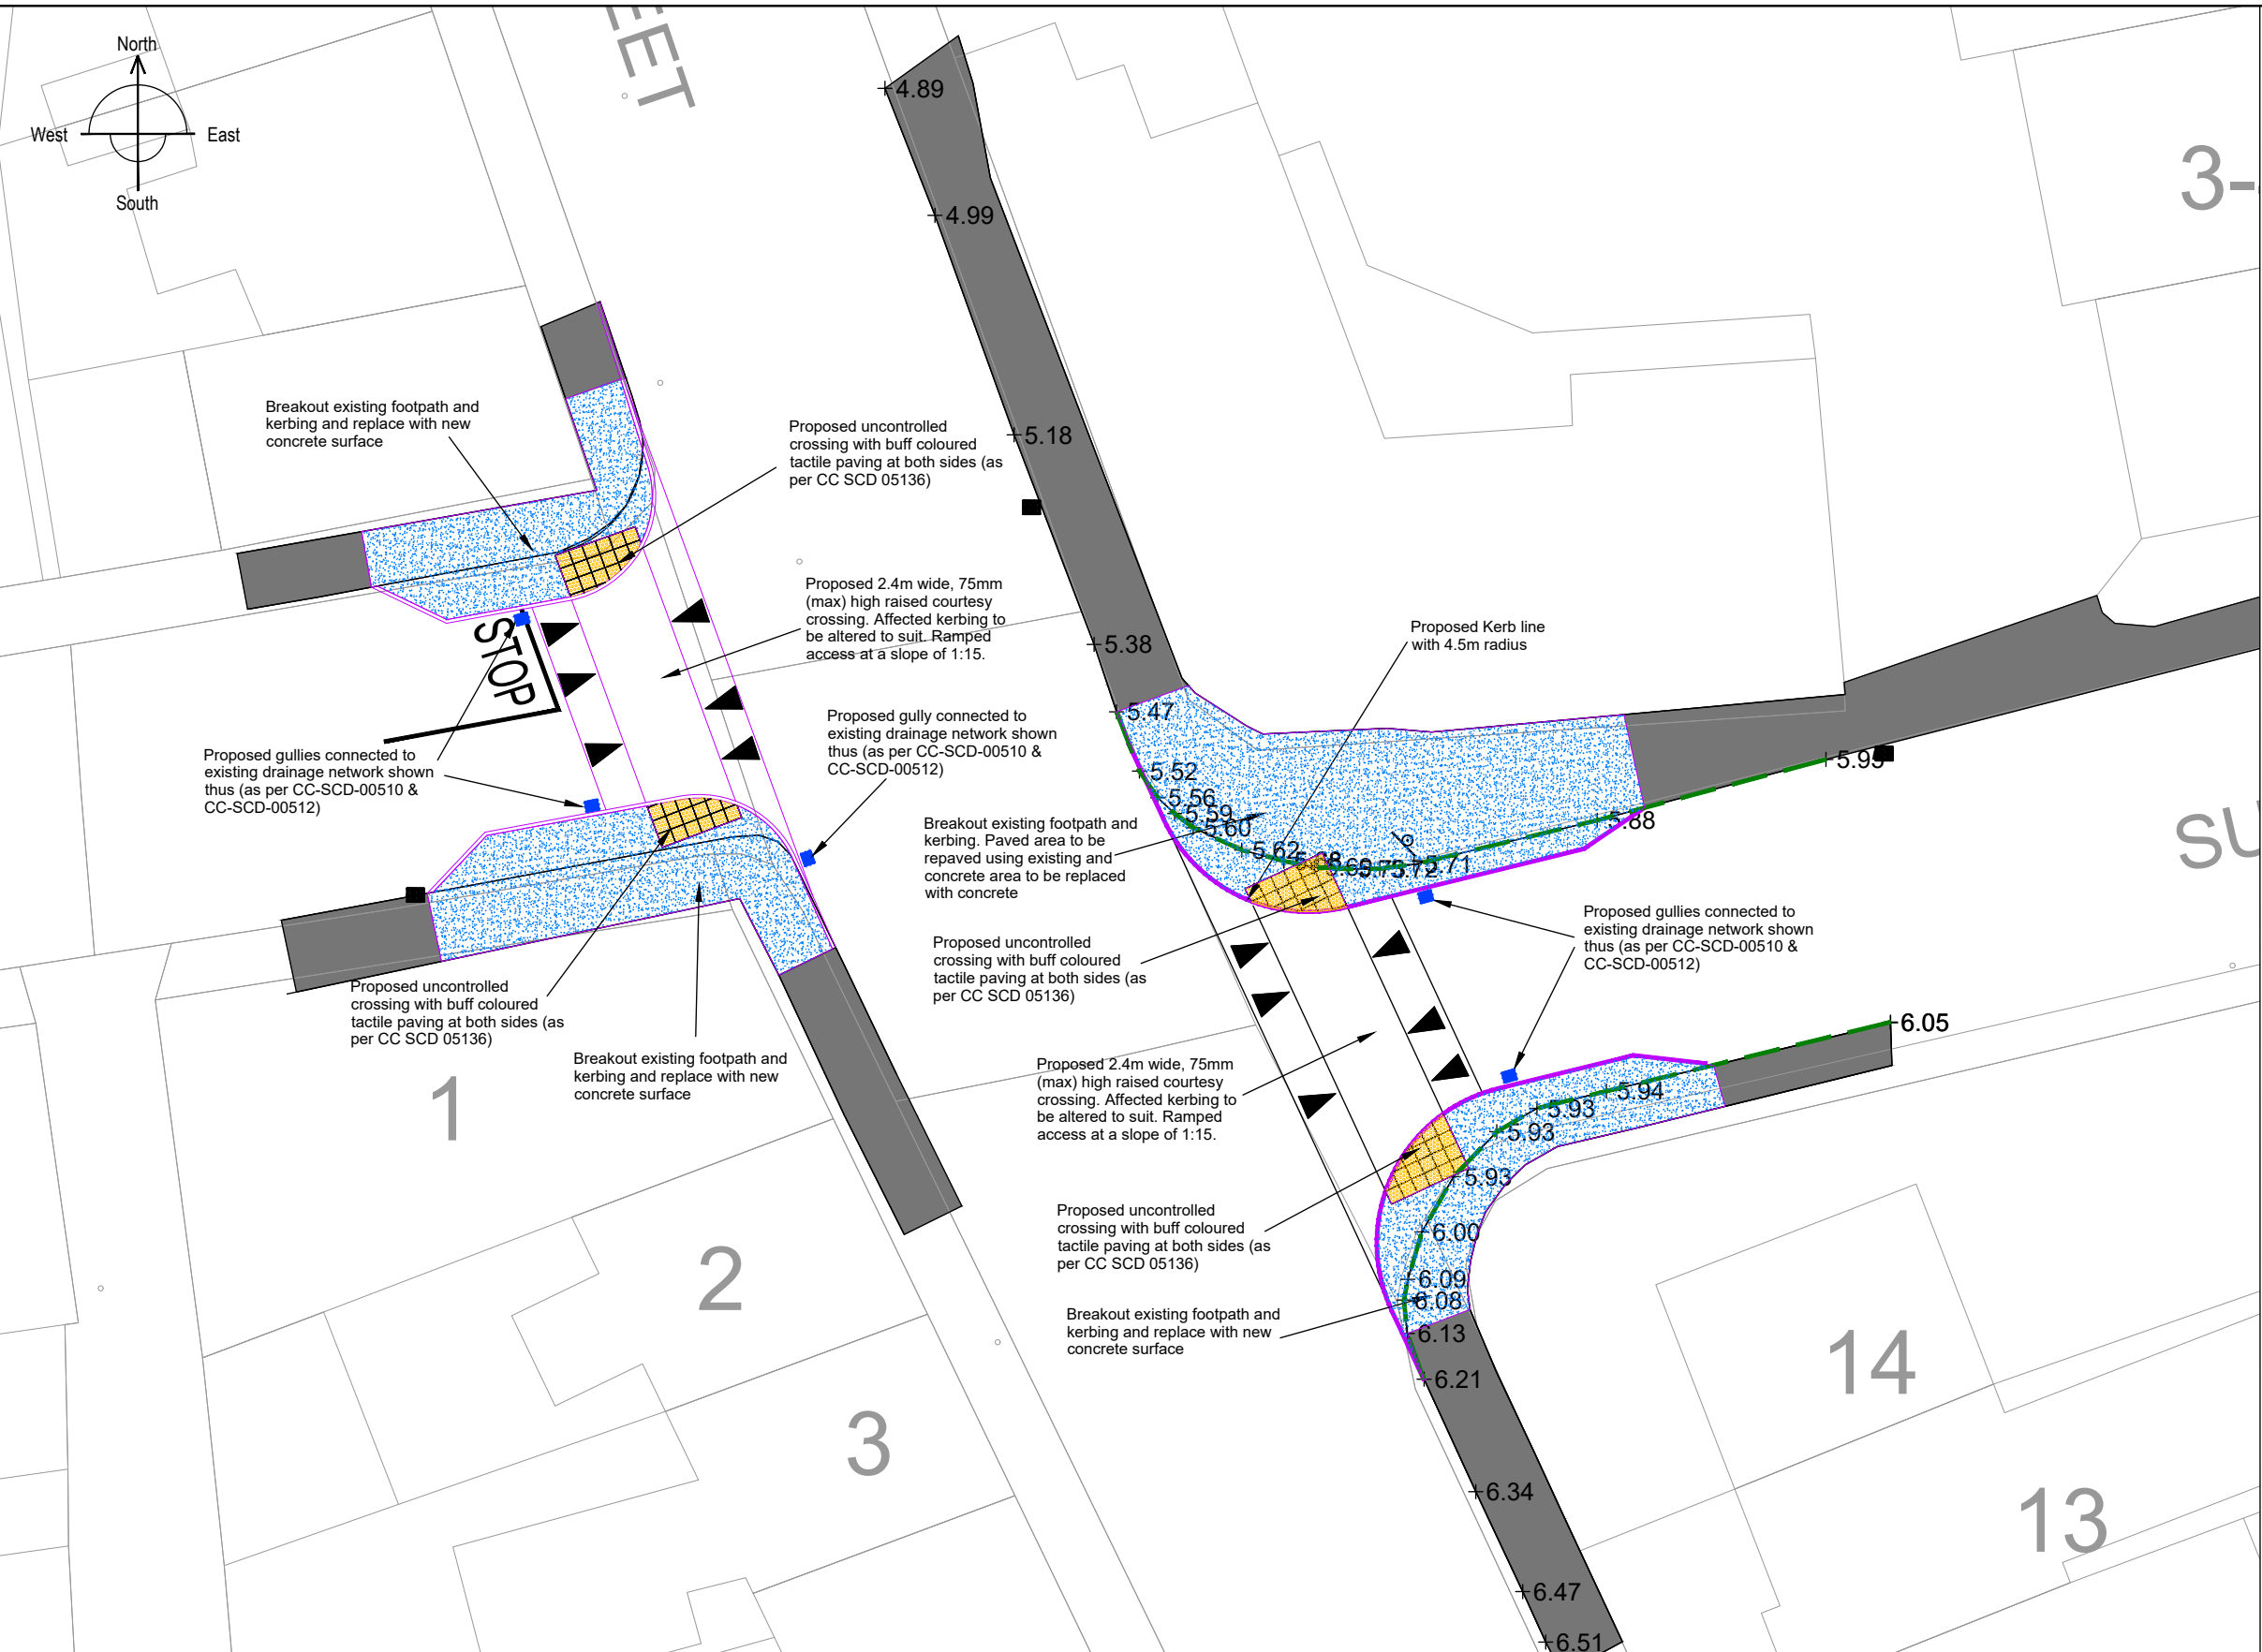 North
West
East
South
EET
4.89
4.99
5.18
5.38
5.47
5.52
5.56
5.59
5.60
5.62
5.71
5.88
3-
Breakout existing footpath and
kerbing and replace with new
concrete surface
Proposed uncontrolled
crossing with buff coloured
tactile paving at both sides (as
per CC SCD 05136)
Proposed 2.4m wide, 75mm
(max) high raised courtesy
crossing. Affected kerbing to
be altered to suit. Ramped
access at a slope of 1:15.
STOP
Proposed Kerb line
with 4.5m radius
Proposed gully connected to
existing drainage network shown
thus (as per CC-SCD-00510 &
CC-SCD-00512)
Proposed gullies connected to
existing drainage network shown
thus (as per CC-SCD-00510 &
CC-SCD-00512)
Breakout existing footpath and
kerbing. Paved area to be
repaved using existing and
concrete area to be replaced
with concrete
SU
Proposed gullies connected to
existing drainage network shown
thus (as per CC-SCD-00510 &
CC-SCD-00512)
Proposed uncontrolled
crossing with buff coloured
tactile paving at both sides (as
per CC SCD 05136)
Proposed uncontrolled
crossing with buff coloured
tactile paving at both sides (as
per CC SCD 05136)
Breakout existing footpath and
kerbing and replace with new
concrete surface
Proposed 2.4m wide, 75mm
(max) high raised courtesy
crossing. Affected kerbing to
be altered to suit. Ramped
access at a slope of 1:15.
6.05
5.94
5.93
5.93
5.93
6.00
6.09
6.08
6.13
6.21
6.34
6.47
6.51
Proposed uncontrolled
crossing with buff coloured
tactile paving at both sides (as
per CC SCD 05136)
Breakout existing footpath and
kerbing and replace with new
concrete surface
1
2
3
14
13